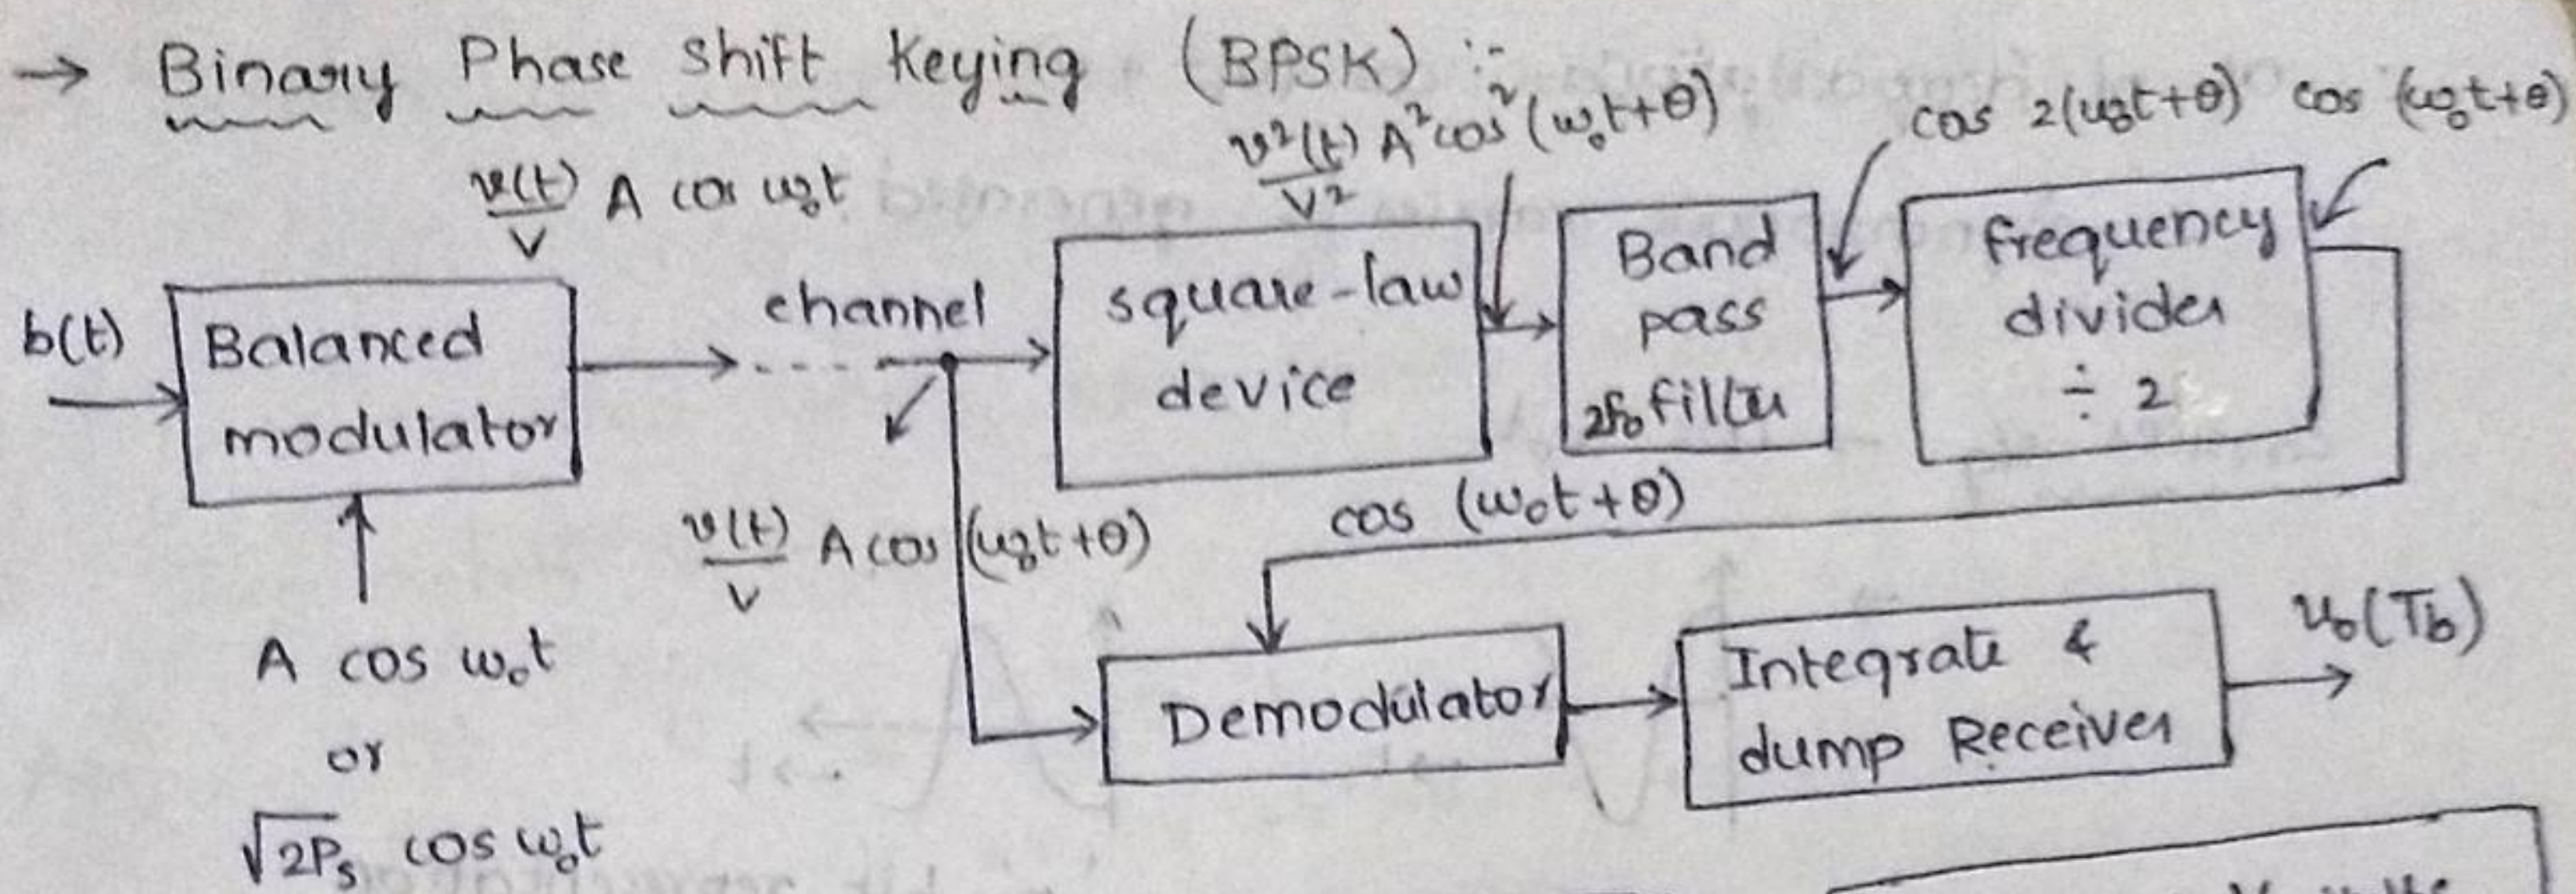 → Binary Phase shift Keying (BPSK) :-
v(t)/V A cos ω₀t
v²(t)/V² A²cos²(ω₀t+θ)
cos 2(ω₀t+θ)
cos (ω₀t+θ)
b(t)
Balanced
modulator
channel
square-law
device
Band
pass
2f₀ filter
frequency
divider
÷ 2
v(t)/V A cos (ω₀t+θ)
cos (ω₀t+θ)
A cos ω₀t
or
√2Pₛ cos ω₀t
Demodulator
Integrate &
dump Receiver
v₀(Tb)